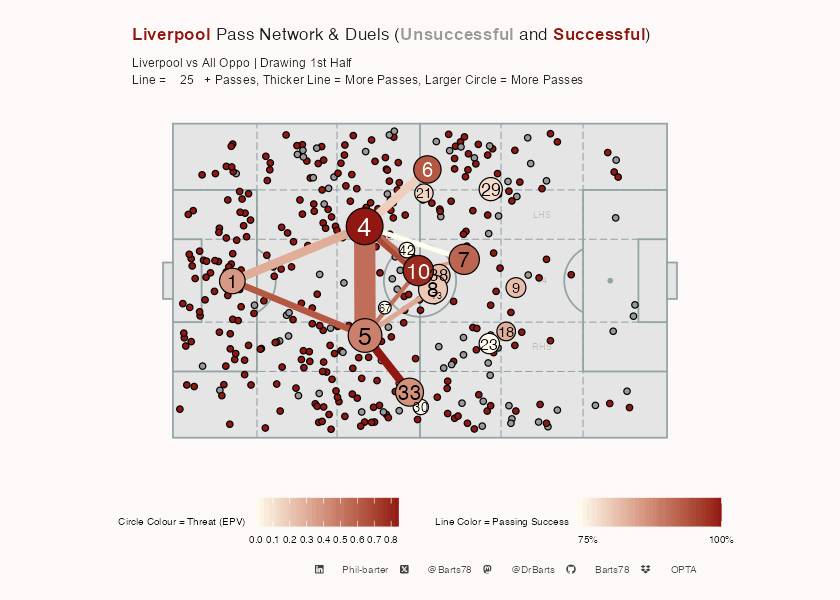 Liverpool Pass Network & Duels (Unsuccessful and Successful)
Liverpool vs All Oppo | Drawing 1st Half
Line = 25 + Passes, Thicker Line = More Passes, Larger Circle = More Passes
6
21
29
LHS
4
42
7
10
38
1
8
3
9
67
5
18
23
RHS
33
30
Circle Colour = Threat (EPV)
0.0 0.1 0.2 0.3 0.4 0.5 0.6 0.7 0.8
Line Color = Passing Success
75% 100%
Phil-barter @Barts78 @DrBarts Barts78 OPTA